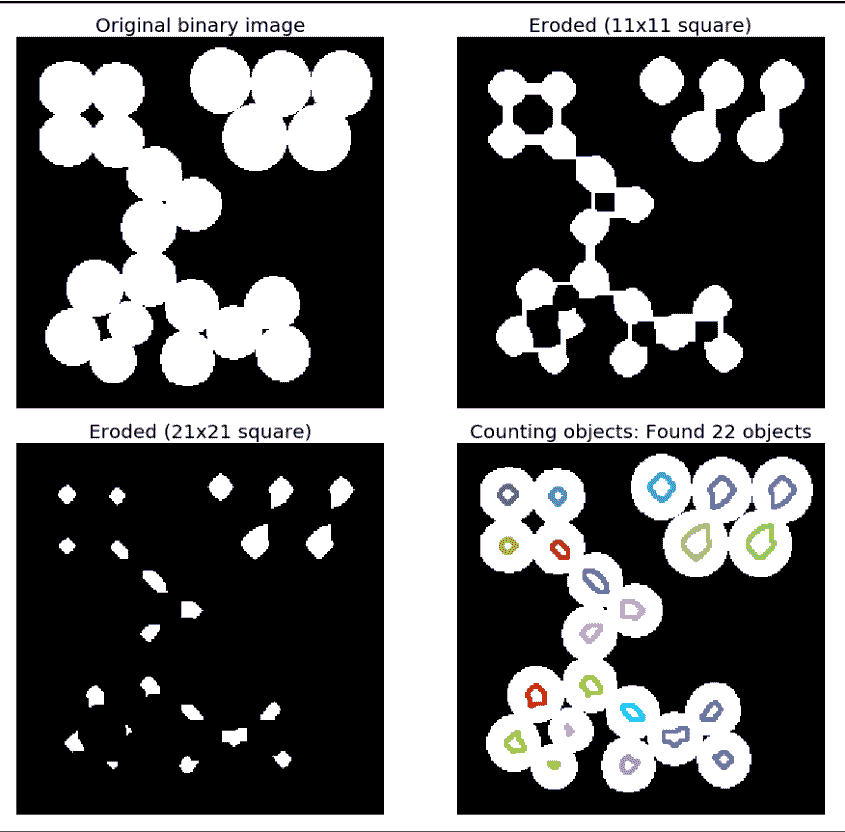 Original binary image
Eroded (11x11 square)
Eroded (21x21 square)
Counting objects: Found 22 objects